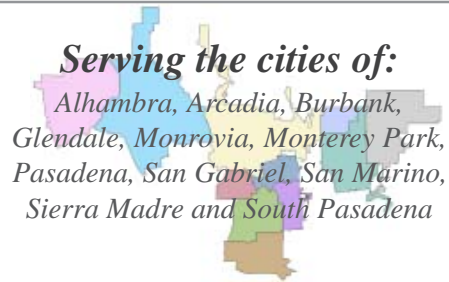 Serving the cities of:
Alhambra, Arcadia, Burbank,
Glendale, Monrovia, Monterey Park,
Pasadena, San Gabriel, San Marino,
Sierra Madre and South Pasadena